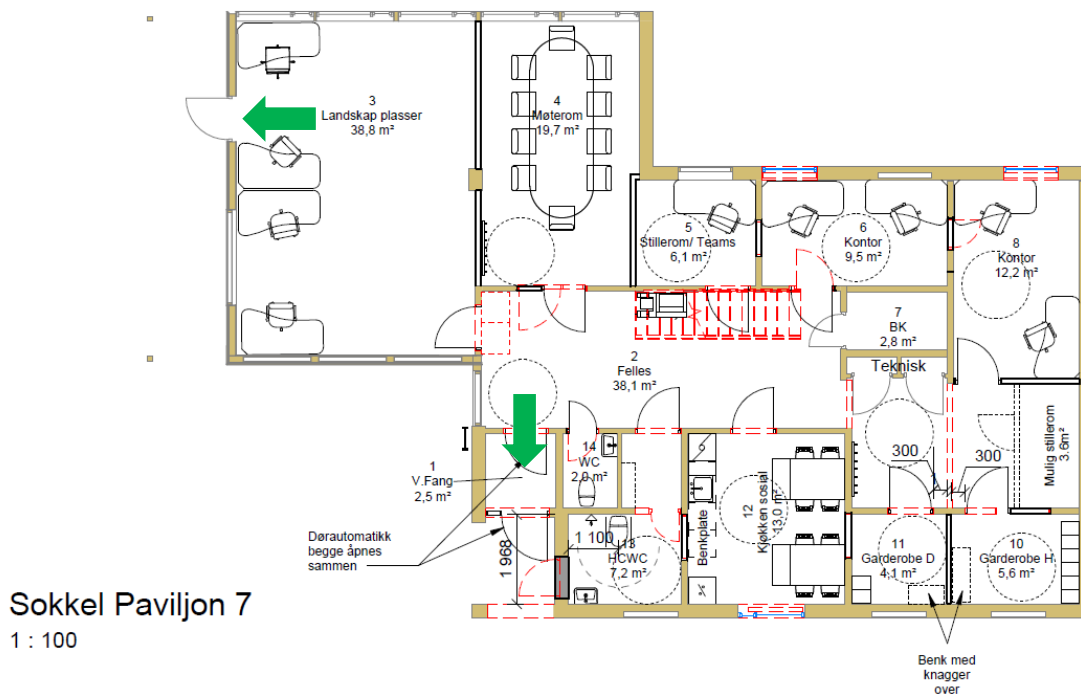 3
Landskap plasser
38,8 m²
4
Møterom
19,7 m²
5
Stillerom/ Teams
6,1 m²
6
Kontor
9,5 m²
8
Kontor
12,2 m²
7
BK
2,8 m²
Teknisk
2
Felles
38,1 m²
300
300
Mulig stillerom
3.6m²
1
V.Fang
2,5 m²
14
WC
2,0 m²
Dørautomatikk
begge åpnes
sammen
1 968
1 100
13
HCWC
7,2 m²
Benkplate
12
Kjøkken sosial
13,0 m²
11
Garderobe D
4,1 m²
10
Garderobe H
5,6 m²
Benk med
knagger
over
Sokkel Paviljon 7
1 : 100